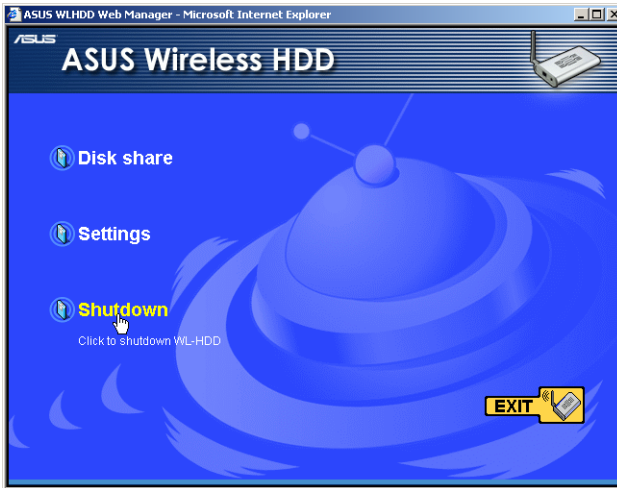 ASUS WLHDD Web Manager - Microsoft Internet Explorer
ASUS
ASUS Wireless HDD
Disk share
Settings
Shutdown
Click to shutdown WL-HDD
EXIT